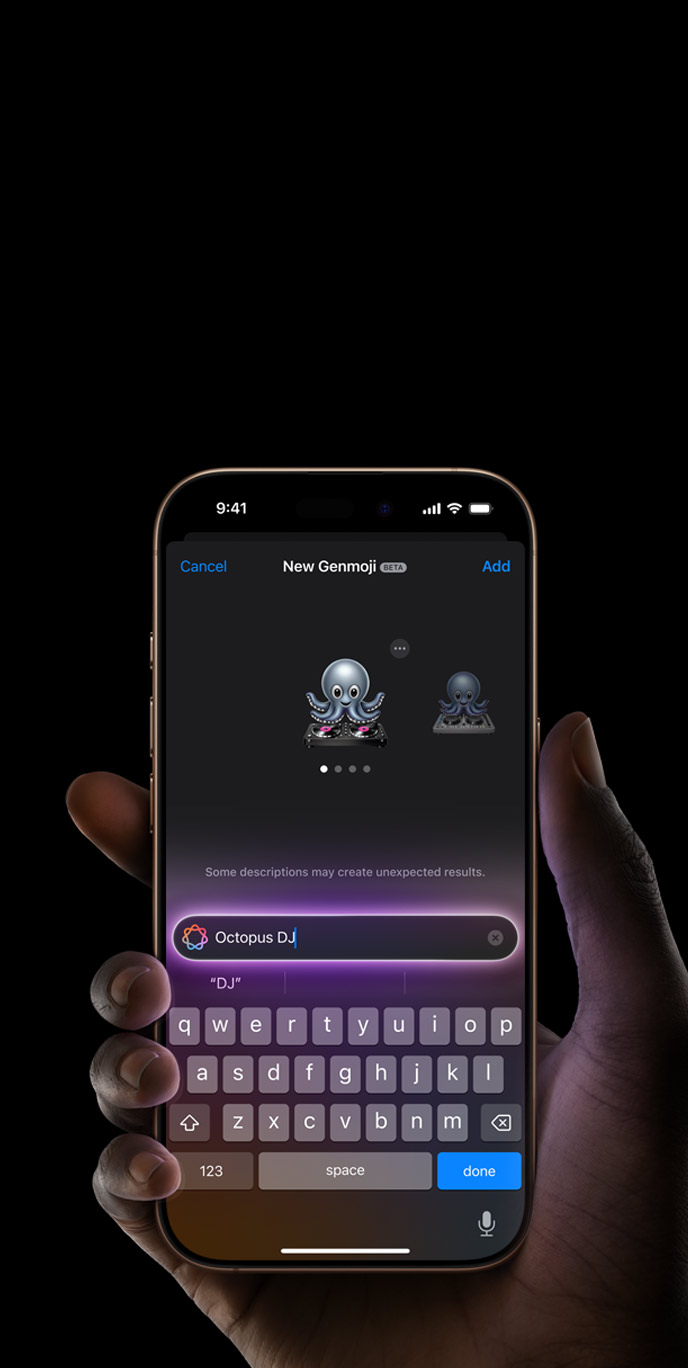 9:41
Cancel New Genmoji BETA Add
Some descriptions may create unexpected results.
Octopus DJ
“DJ”
q w e r t y u i o p
a s d f g h j k l
z x c v b n m
123 space done